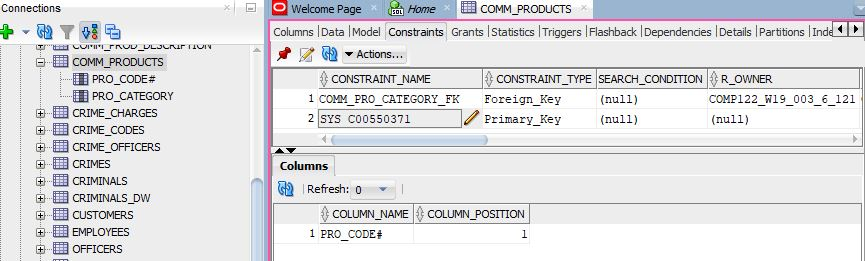 Connections
COMM_PROD_DESCRIPTION
COMM_PRODUCTS
PRO_CODE#
PRO_CATEGORY
CRIME_CHARGES
CRIME_CODES
CRIME_OFFICERS
CRIMES
CRIMINALS
CRIMINALS_DW
CUSTOMERS
EMPLOYEES
OFFICERS
Welcome Page Home COMM_PRODUCTS
Columns Data Model Constraints Grants Statistics Triggers Flashback Dependencies Details Partitions Inde
Actions...
CONSTRAINT_NAME CONSTRAINT_TYPE SEARCH_CONDITION R_OWNER
1 COMM_PRO_CATEGORY_FK Foreign_Key (null) COMP122_W19_003_6_121
2 SYS C00550371 Primary_Key (null) (null)
Columns
Refresh: 0
COLUMN_NAME COLUMN_POSITION
1 PRO_CODE# 1